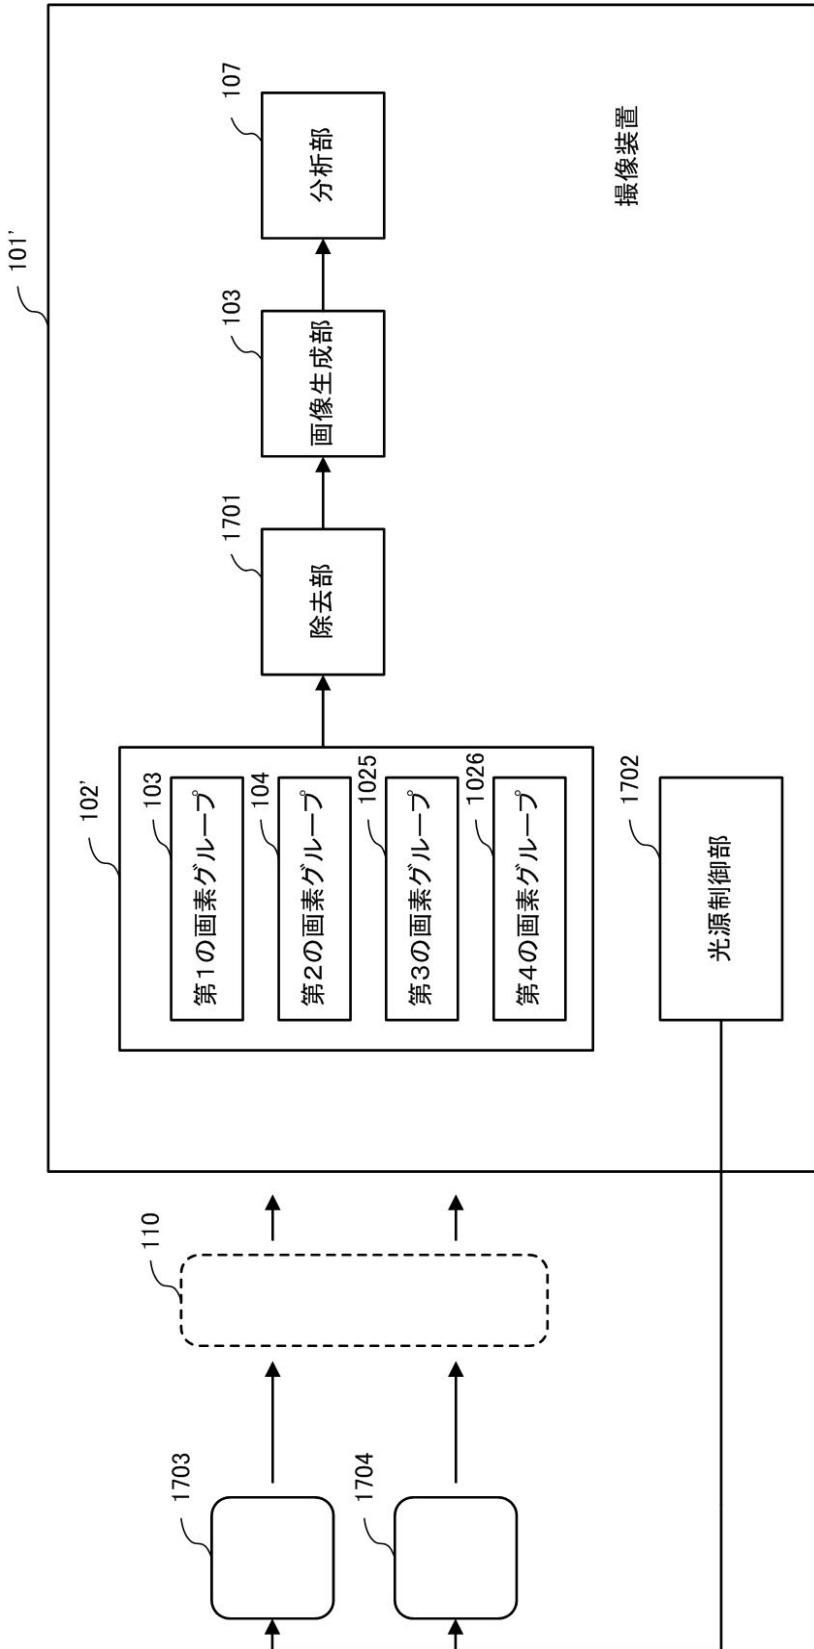 101'
107
分析部
103
画像生成部
1701
除去部
102'
103
第1の画素グループ
104
第2の画素グループ
1025
第3の画素グループ
1026
第4の画素グループ
1702
光源制御部
撮像装置
110
1703
1704